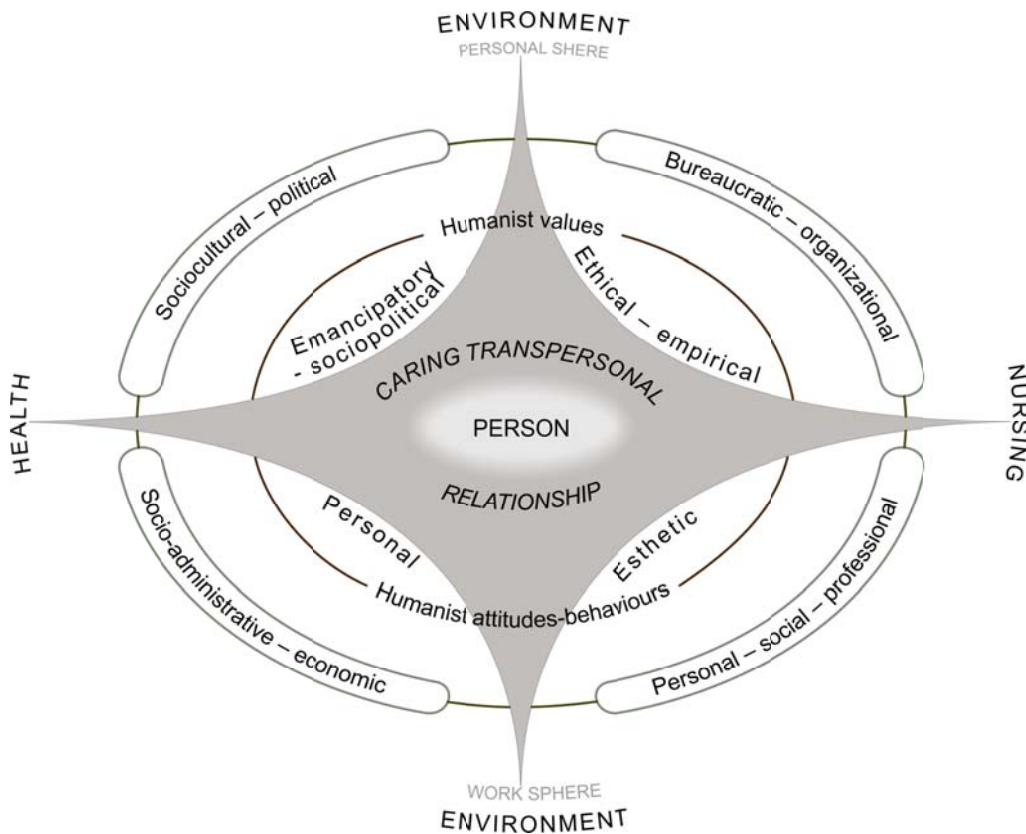 ENVIRONMENT
PERSONAL SHERE
Sociocultural – political
Bureaucratic – organizational
Humanist values
Emancipatory
- sociopolitical
Ethical – empirical
CARING TRANSPERSONAL
HEALTH
PERSON
NURSING
RELATIONSHIP
Personal
Esthetic
Socio-administrative – economic
Humanist attitudes-behaviours
Personal – social – professional
WORK SPHERE
ENVIRONMENT